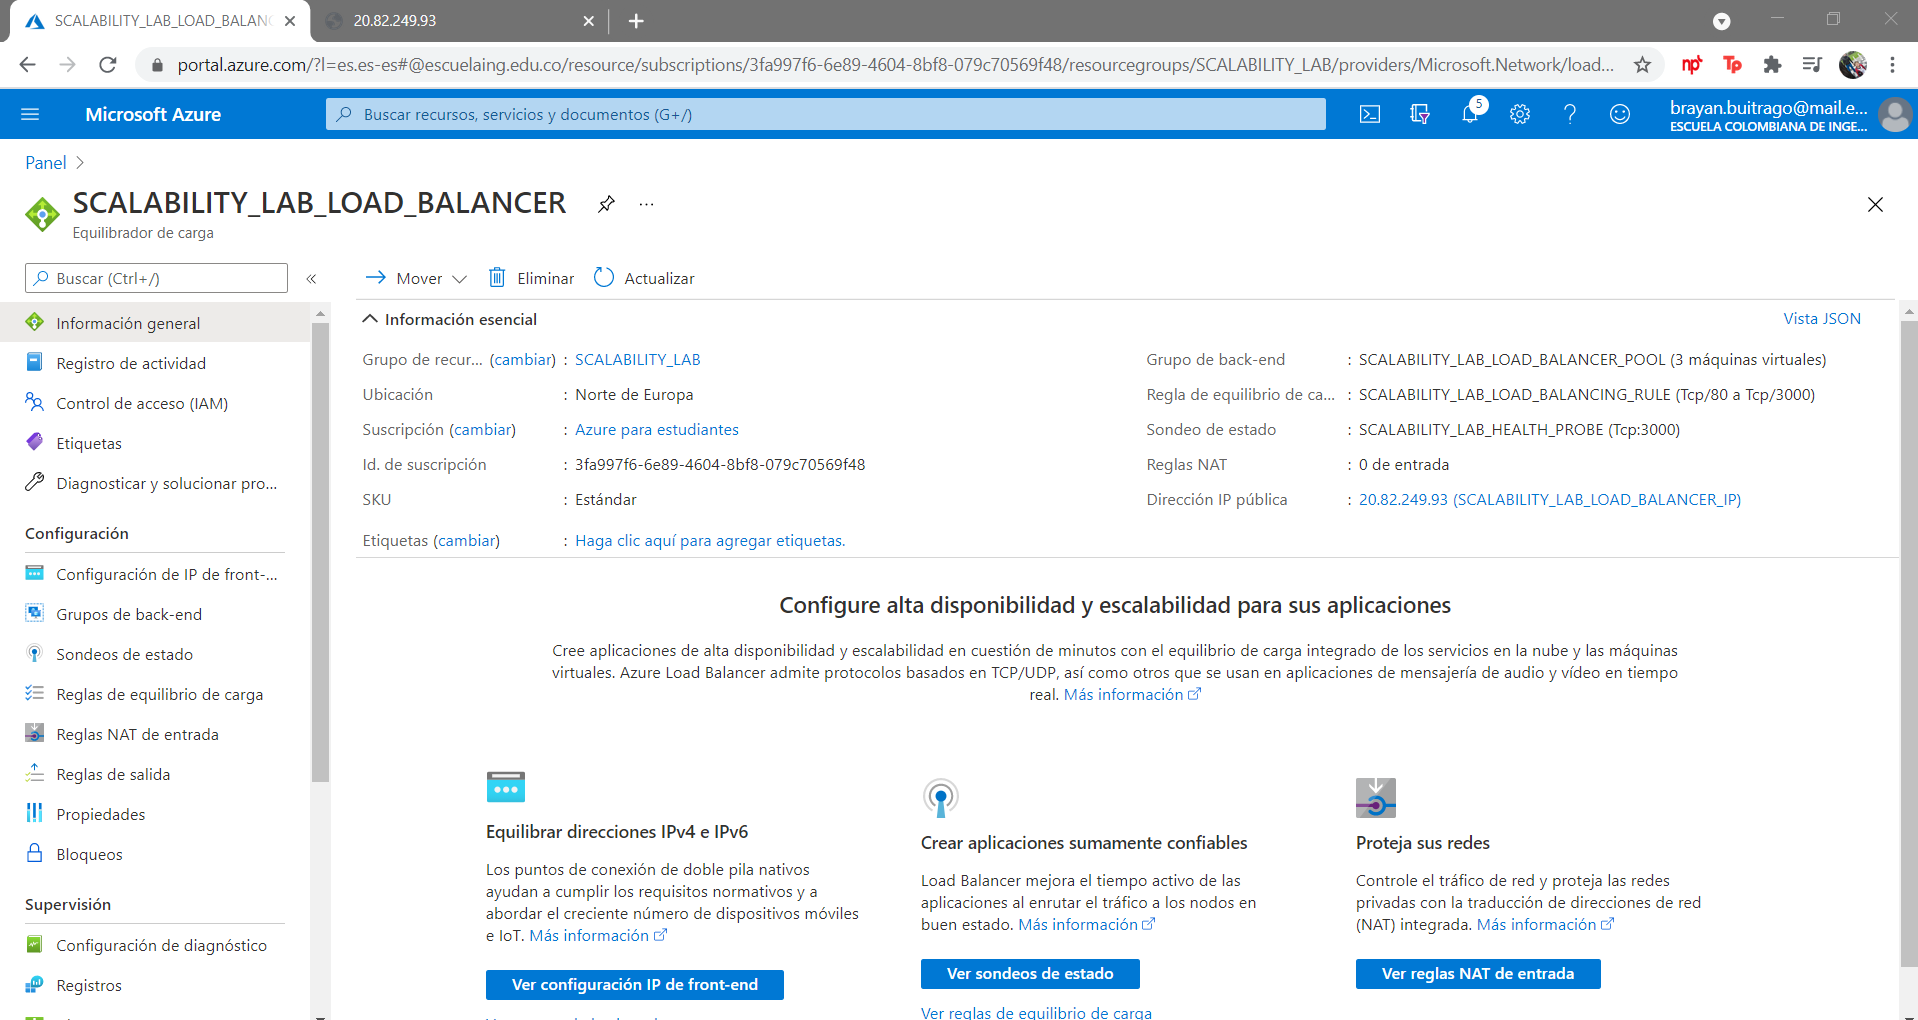 SCALABILITY_LAB_LOAD_BALANC
20.82.249.93
portal.azure.com/?l=es.es-es#@escuelaing.edu.co/resource/subscriptions/3fa997f6-6e89-4604-8bf8-079c70569f48/resourcegroups/SCALABILITY_LAB/providers/Microsoft.Network/load...
npt
Tp
Microsoft Azure
Buscar recursos, servicios y documentos (G+/)
5
brayan.buitrago@mail.e...
ESCUELA COLOMBIANA DE INGE...
Panel
SCALABILITY_LAB_LOAD_BALANCER
...
Equilibrador de carga
Buscar (Ctrl+/)
«
Mover
Eliminar
Actualizar
Información general
Registro de actividad
Control de acceso (IAM)
Etiquetas
Diagnosticar y solucionar pro...
Configuración
Configuración de IP de front-...
Grupos de back-end
Sondeos de estado
Reglas de equilibrio de carga
Reglas NAT de entrada
Reglas de salida
Propiedades
Bloqueos
Supervisión
Configuración de diagnóstico
Registros
Información esencial
Vista JSON
Grupo de recur... (cambiar) : SCALABILITY_LAB
Ubicación : Norte de Europa
Suscripción (cambiar) : Azure para estudiantes
Id. de suscripción : 3fa997f6-6e89-4604-8bf8-079c70569f48
SKU : Estándar
Etiquetas (cambiar) : Haga clic aquí para agregar etiquetas.
Grupo de back-end : SCALABILITY_LAB_LOAD_BALANCER_POOL (3 máquinas virtuales)
Regla de equilibrio de ca... : SCALABILITY_LAB_LOAD_BALANCING_RULE (Tcp/80 a Tcp/3000)
Sondeo de estado : SCALABILITY_LAB_HEALTH_PROBE (Tcp:3000)
Reglas NAT : 0 de entrada
Dirección IP pública : 20.82.249.93 (SCALABILITY_LAB_LOAD_BALANCER_IP)
Configure alta disponibilidad y escalabilidad para sus aplicaciones
Cree aplicaciones de alta disponibilidad y escalabilidad en cuestión de minutos con el equilibrio de carga integrado de los servicios en la nube y las máquinas
virtuales. Azure Load Balancer admite protocolos basados en TCP/UDP, así como otros que se usan en aplicaciones de mensajería de audio y vídeo en tiempo
real. Más información
Equilibrar direcciones IPv4 e IPv6
Los puntos de conexión de doble pila nativos
ayudan a cumplir los requisitos normativos y a
abordar el creciente número de dispositivos móviles
e IoT. Más información
Ver configuración IP de front-end
Crear aplicaciones sumamente confiables
Load Balancer mejora el tiempo activo de las
aplicaciones al enrutar el tráfico a los nodos en
buen estado. Más información
Ver sondeos de estado
Ver reglas de equilibrio de carga
Proteja sus redes
Controle el tráfico de red y proteja las redes
privadas con la traducción de direcciones de red
(NAT) integrada. Más información
Ver reglas NAT de entrada